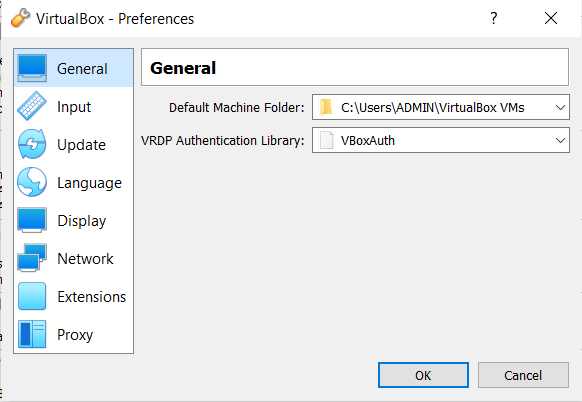 VirtualBox - Preferences
?
General
Input
Update
Language
Display
Network
Extensions
Proxy
General
Default Machine Folder: C:\Users\ADMIN\VirtualBox VMs
VRDP Authentication Library: VBoxAuth
OK Cancel